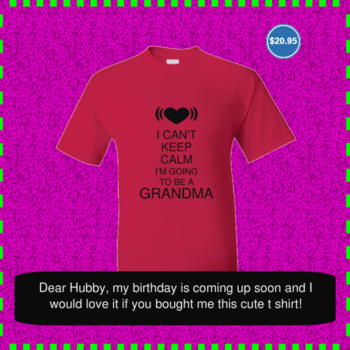 $20.95
I CAN'T
KEEP
CALM
I'M GOING
TO BE A
GRANDMA
Dear Hubby, my birthday is coming up soon and I
would love it if you bought me this cute t shirt!